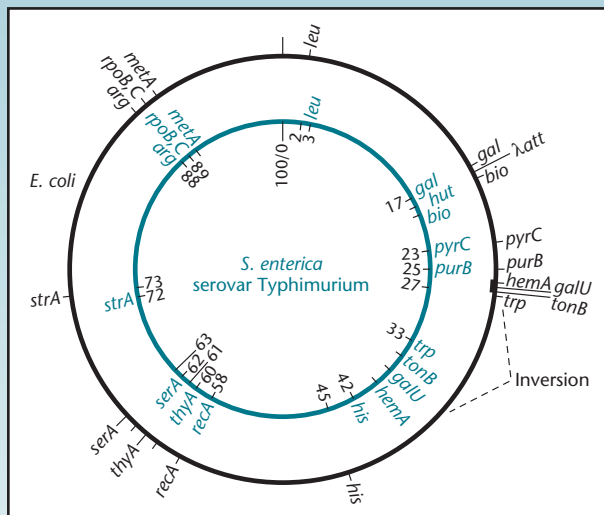 leu
metA
rpoB,C
arg
gal
λatt
bio
E. coli
pyrC
purB
hemA galU
trp tonB
Inversion
strA
serA
thyA
recA
his
leu
100/0
2
3
metA
rpoB,C
arg
89
88
17
gal
hut
bio
23
pyrC
25
purB
27
S. enterica
serovar Typhimurium
73
72
strA
33
trp
tonB
galU
hemA
42
his
45
63
62
61
60
58
serA
thyA
recA